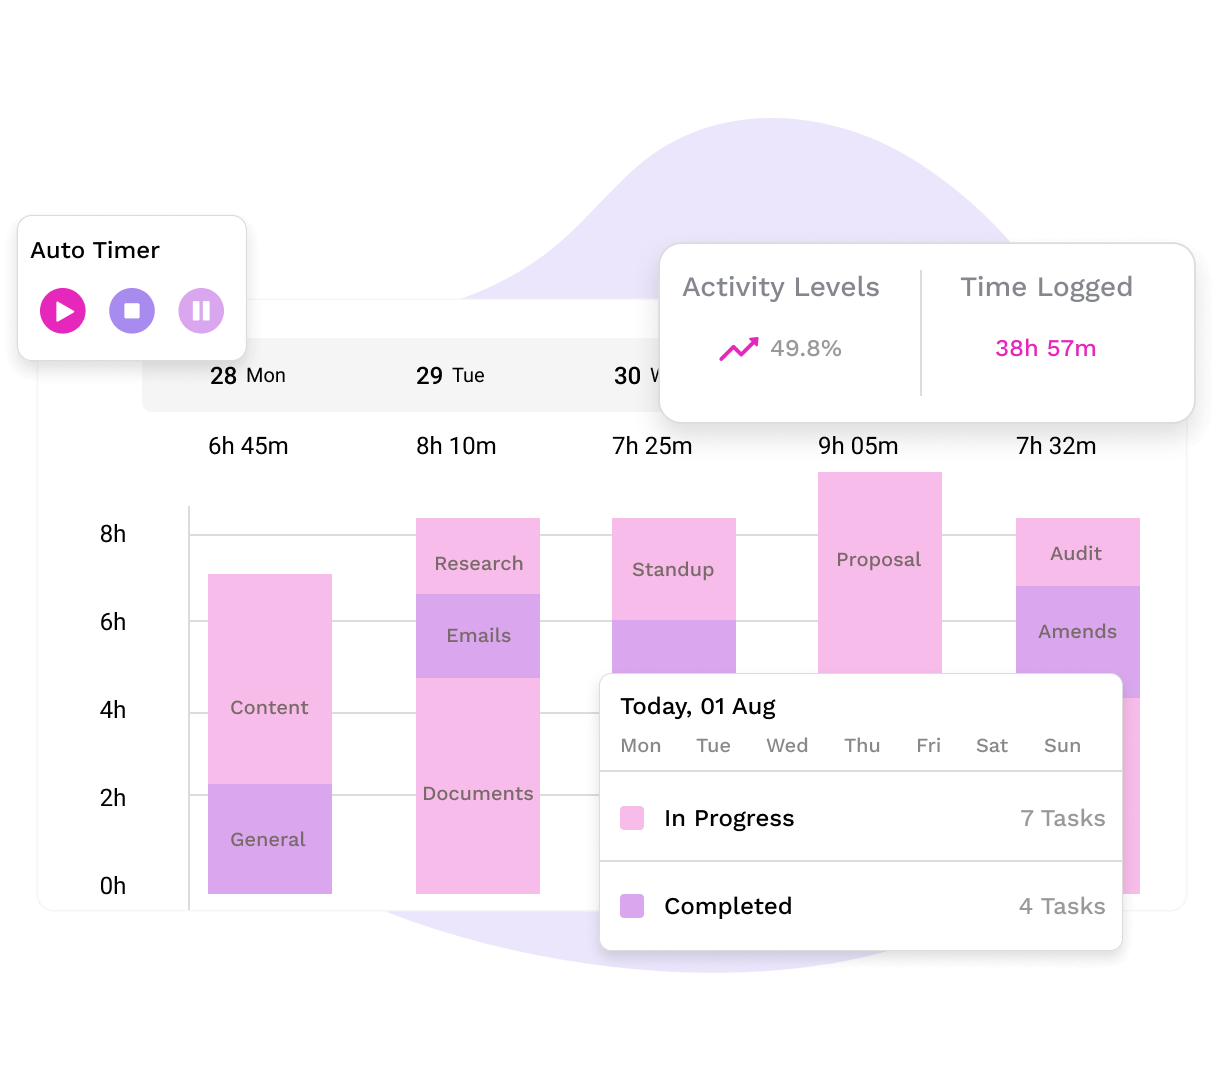 Auto Timer
Activity Levels
Time Logged
49.8%
38h 57m
28 Mon
29 Tue
30
6h 45m
8h 10m
7h 25m
9h 05m
7h 32m
8h
6h
4h
2h
0h
Content
General
Research
Emails
Documents
Standup
Proposal
Audit
Amends
Today, 01 Aug
Mon Tue Wed Thu Fri Sat Sun
In Progress
7 Tasks
Completed
4 Tasks